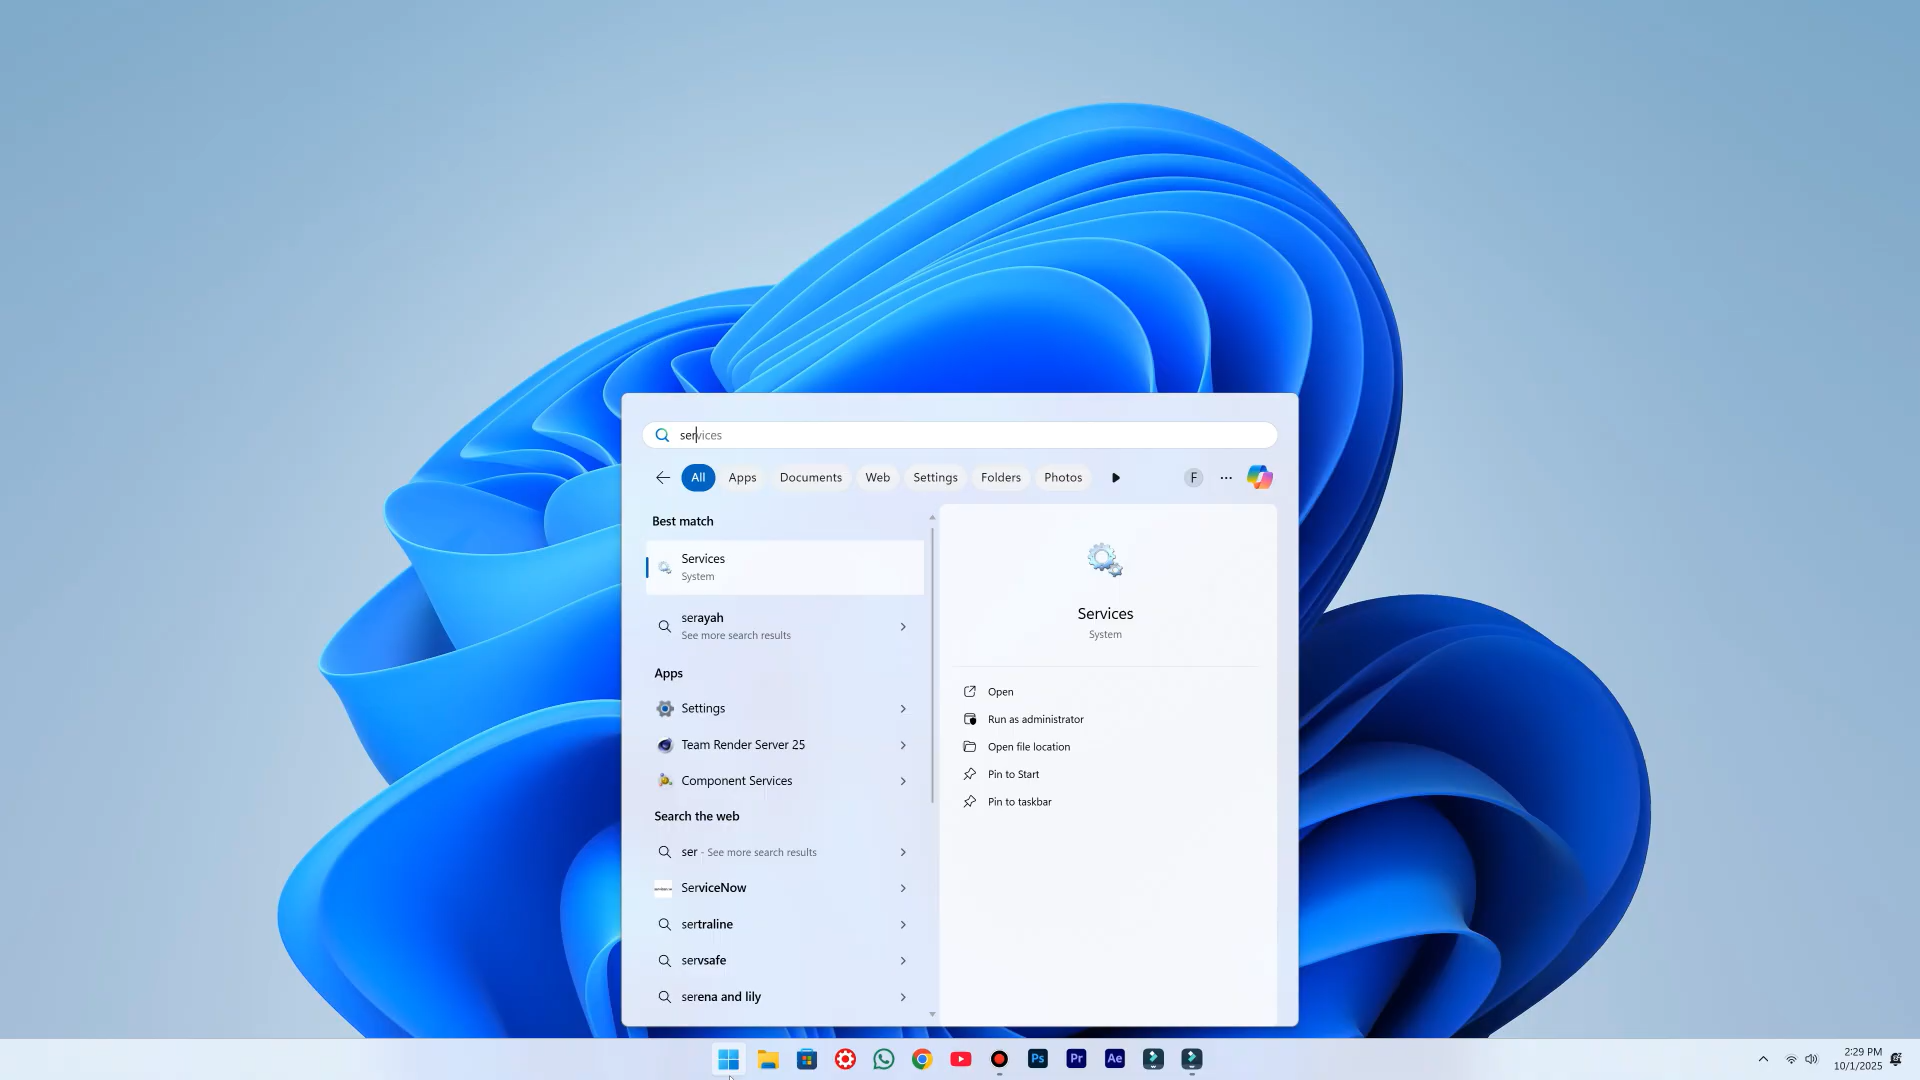 services
All
Apps
Documents
Web
Settings
Folders
Photos
F
Best match
Services
System
serayah
See more search results
Apps
Settings
Team Render Server 25
Component Services
Search the web
ser - See more search results
ServiceNow
sertraline
servsafe
serena and lily
Services
System
Open
Run as administrator
Open file location
Pin to Start
Pin to taskbar
Ps
Pr
Ae
2:29 PM
10/1/2025